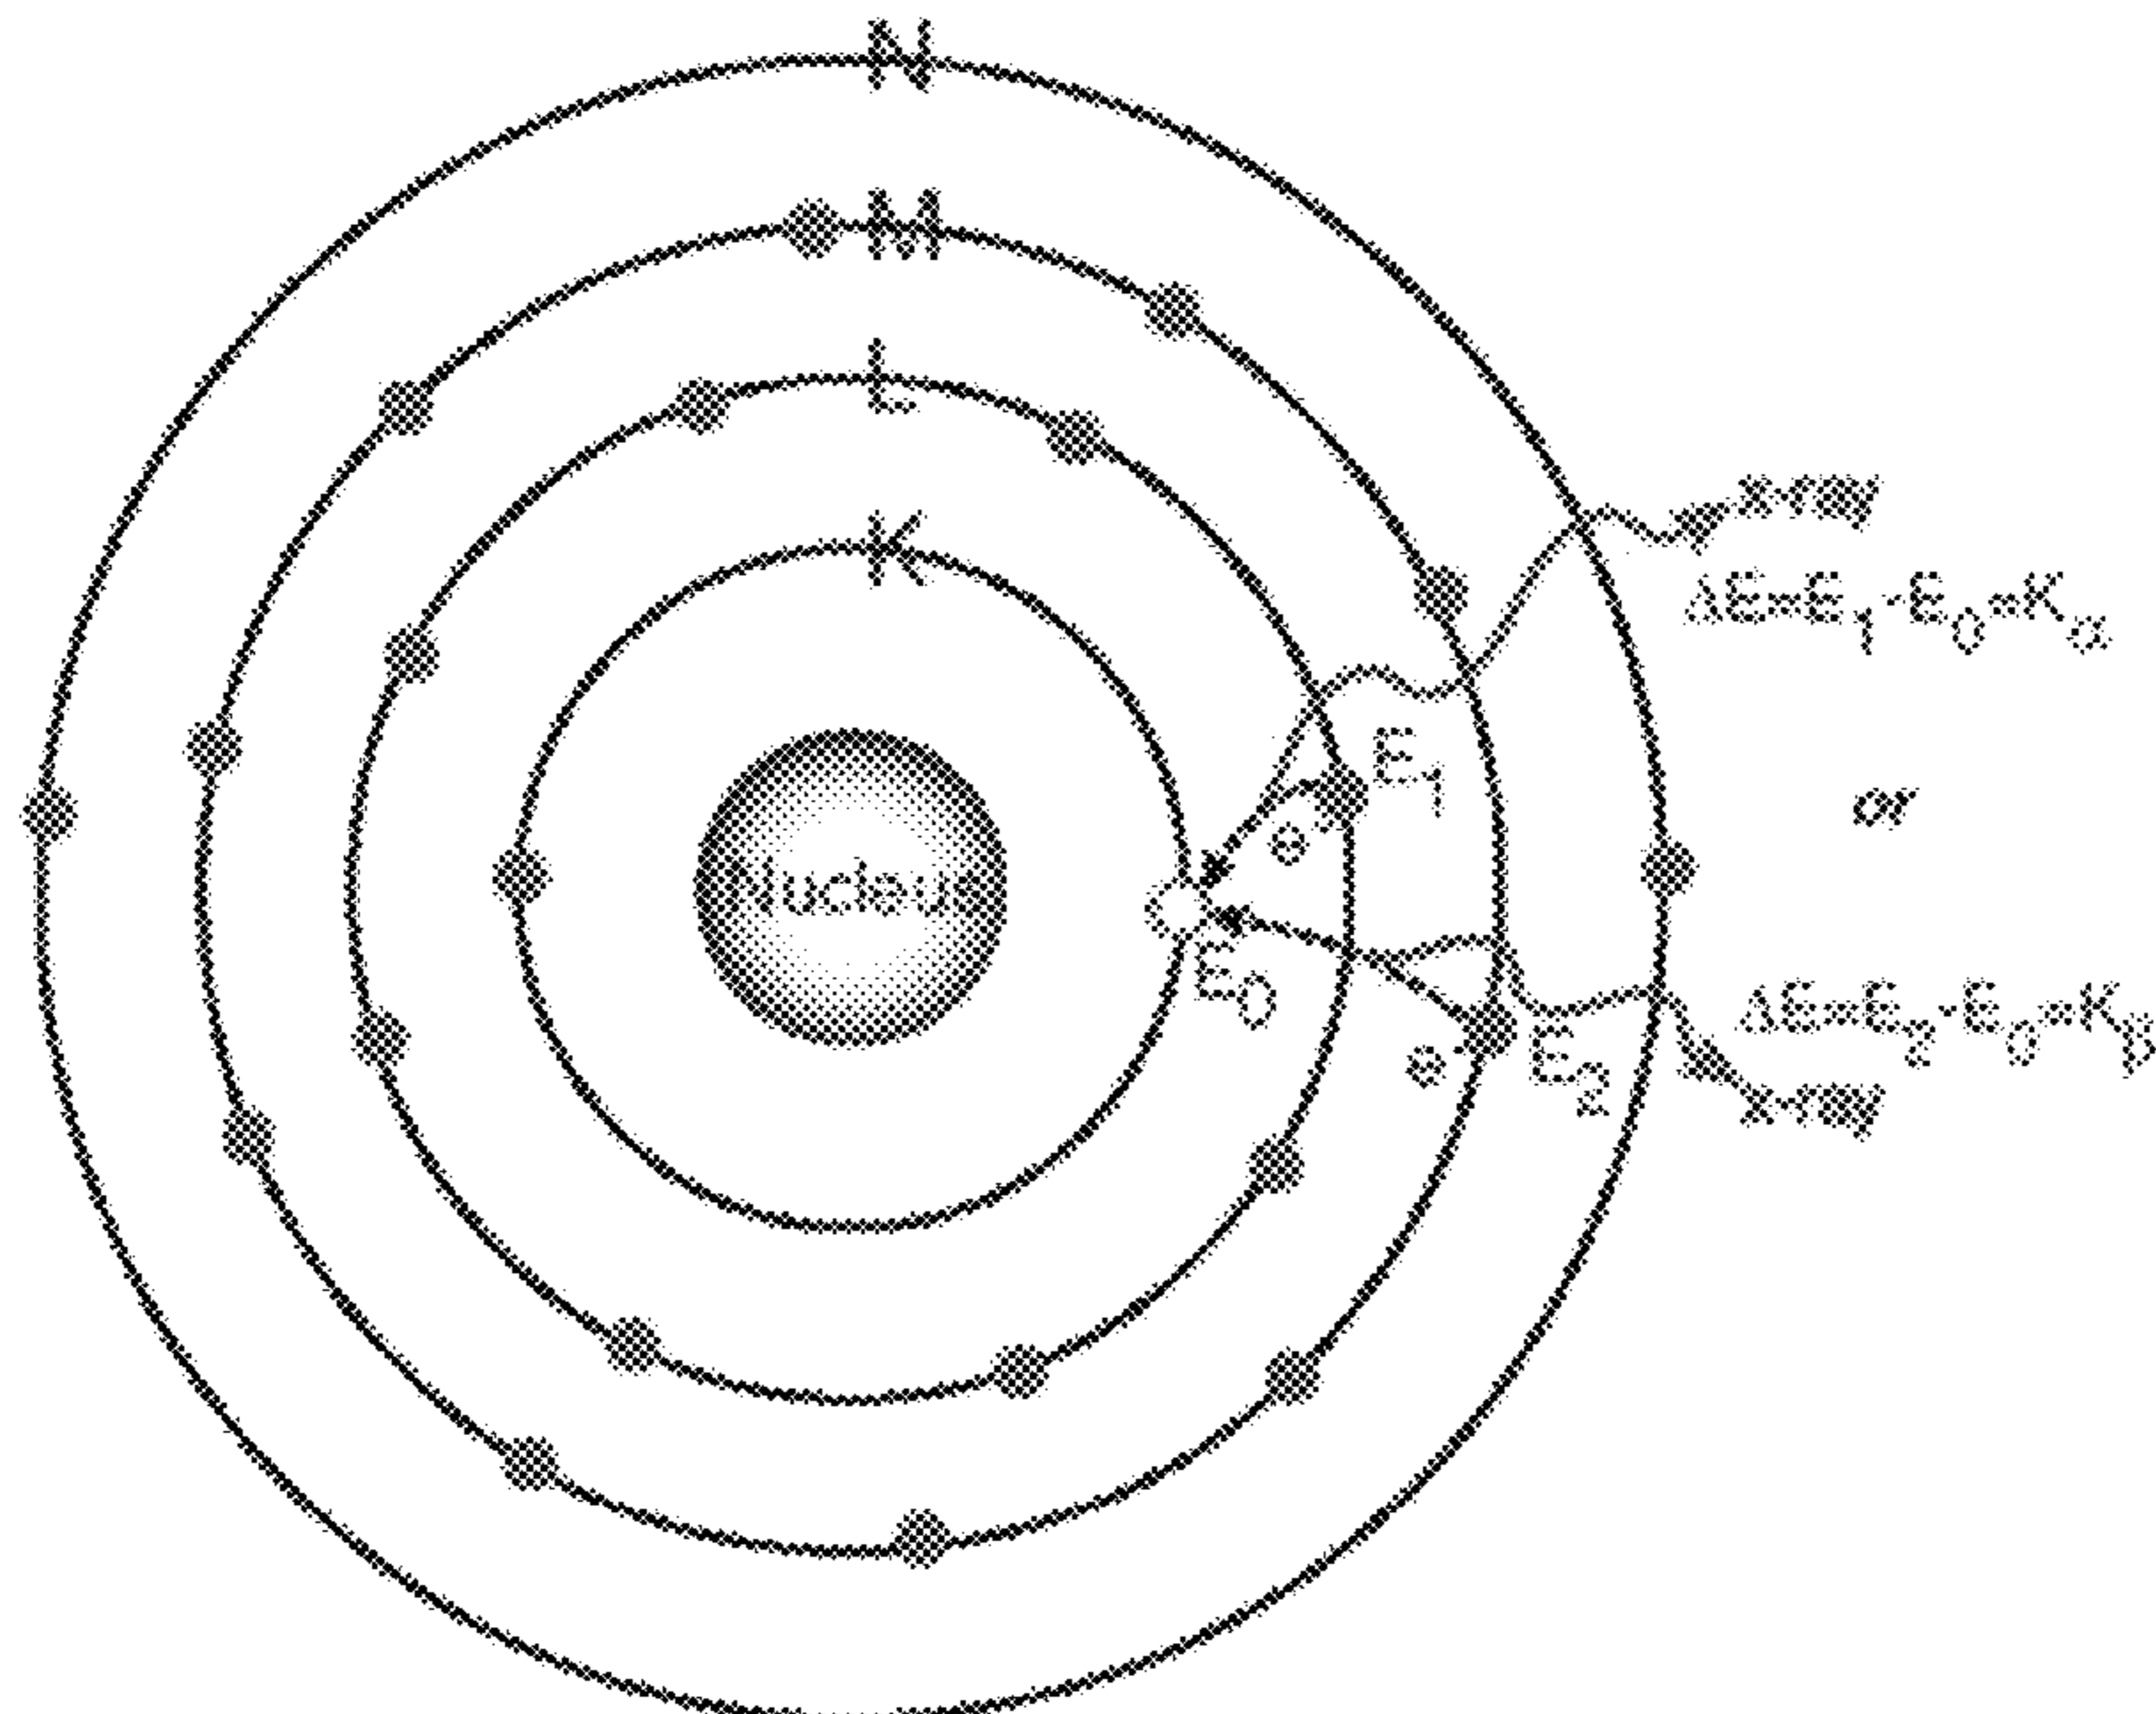 N
M
L
K
x-ray
ΔE=E₁-E₀=Kα
E₁
e
or
Nucleus
E₀
ΔE=E₂-E₀=Kβ
e
E₂
x-ray